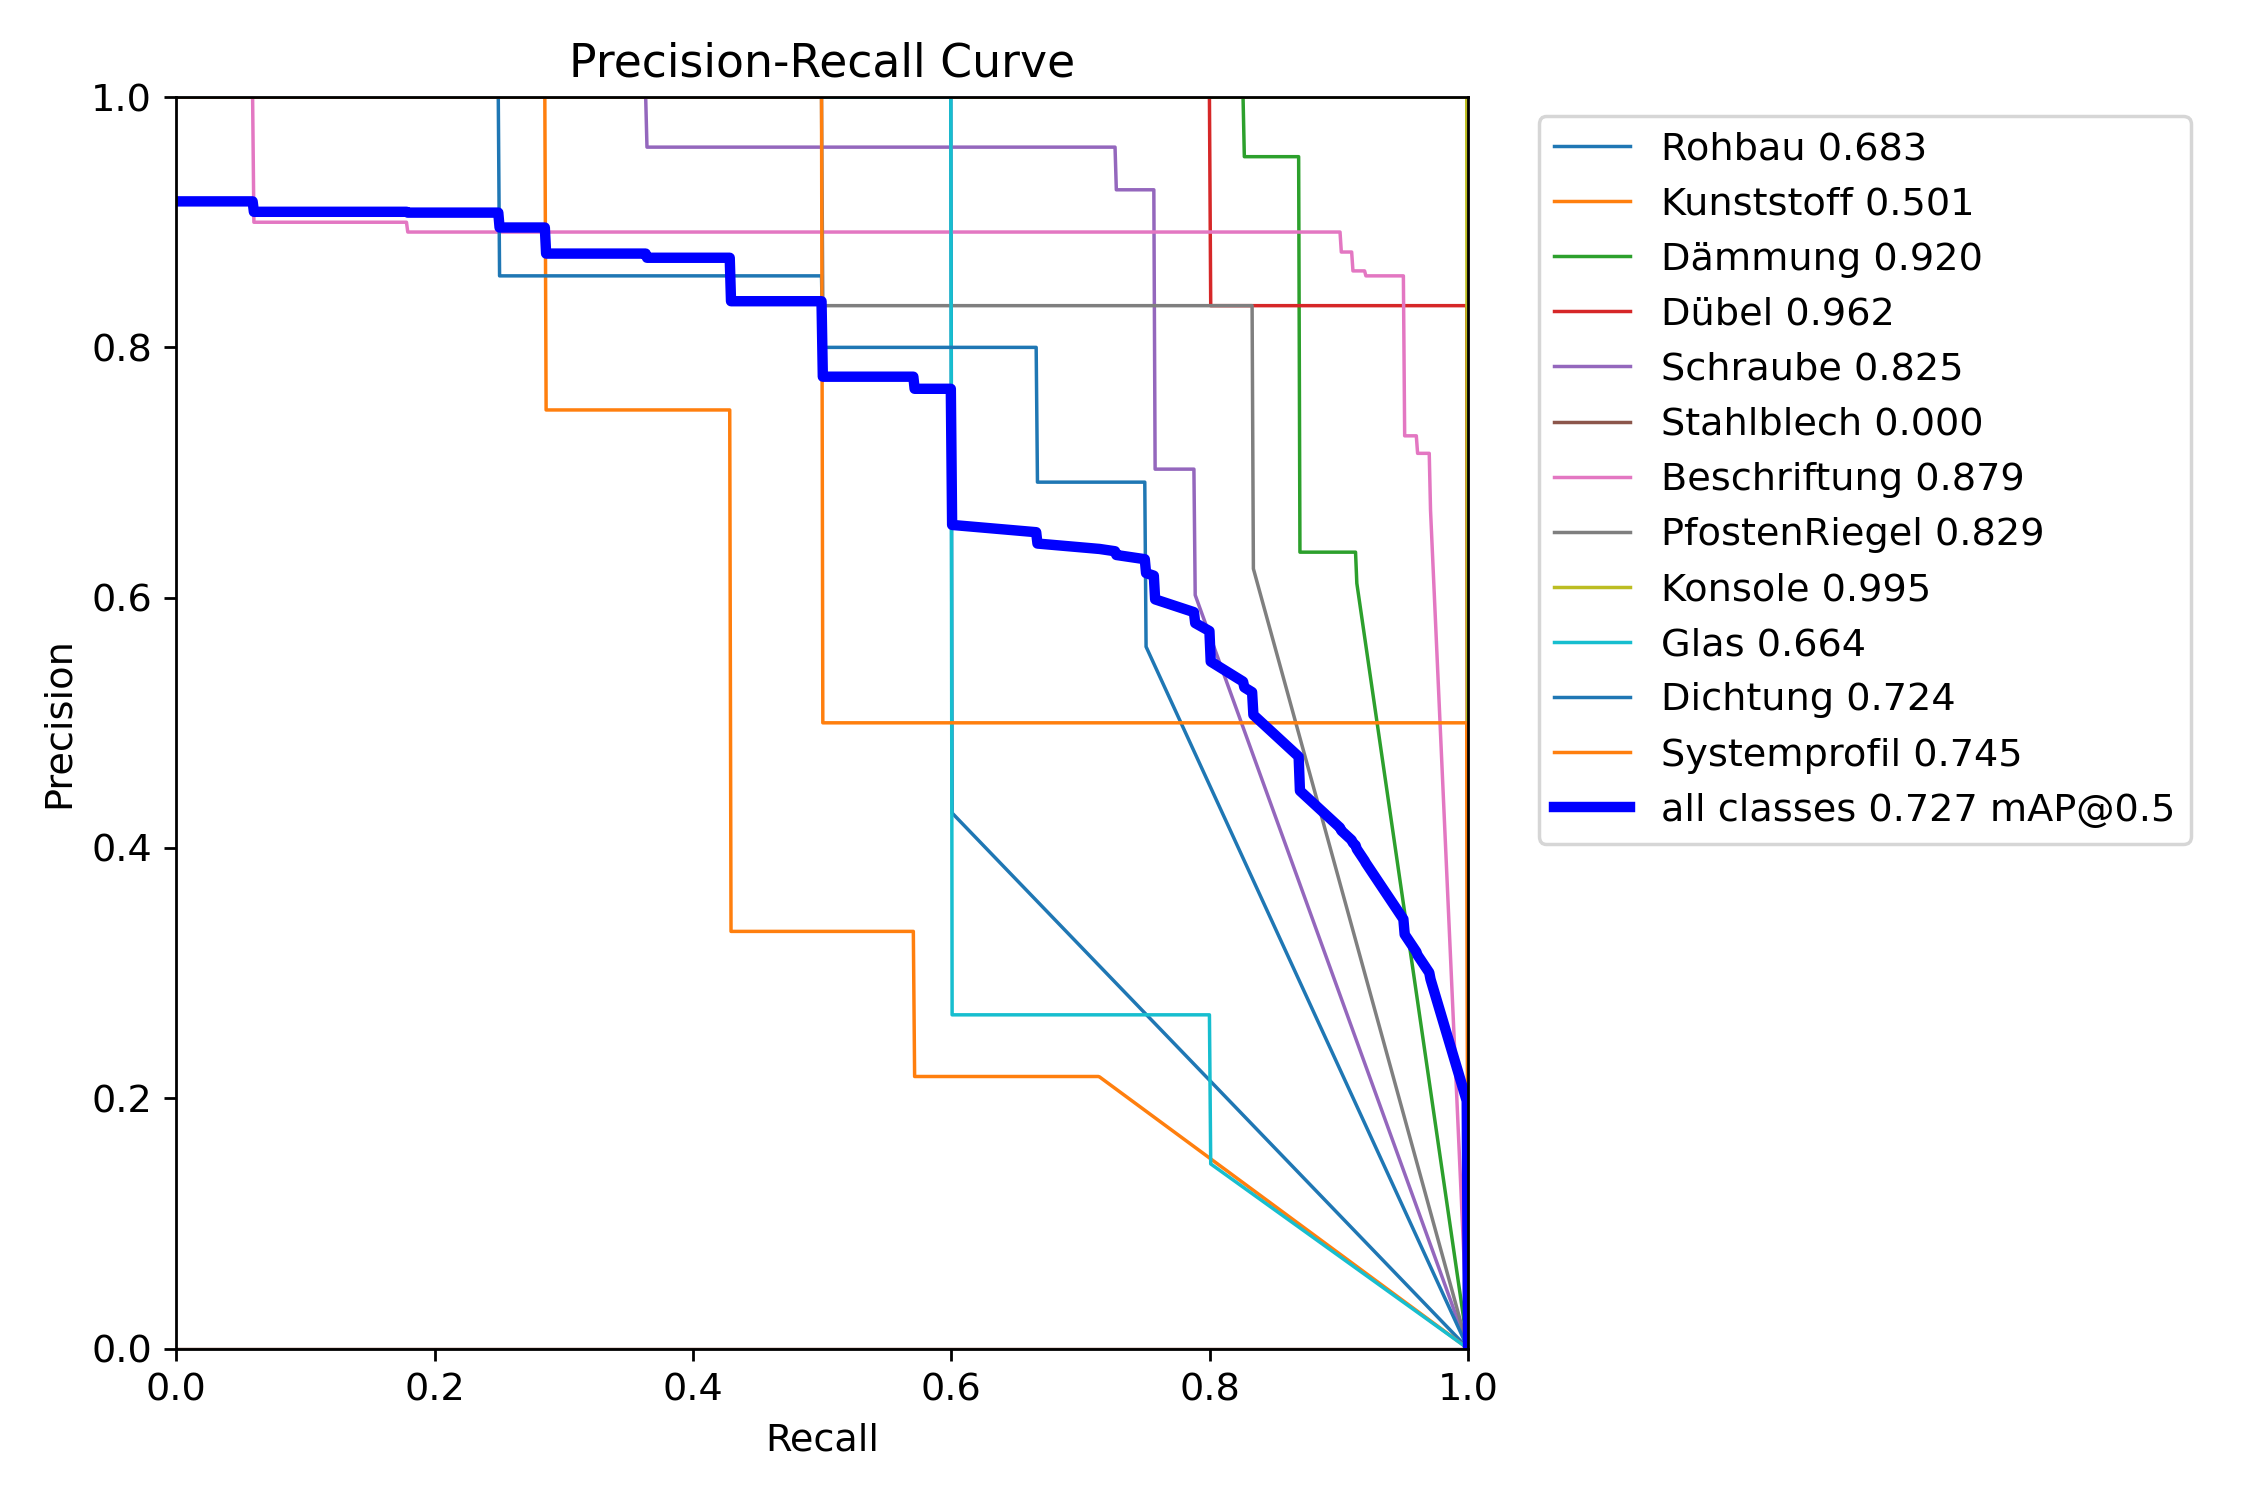 Precision-Recall Curve
1.0
0.8
0.6
0.4
0.2
0.0
Precision
0.0 0.2 0.4 0.6 0.8 1.0
Recall
Rohbau 0.683
Kunststoff 0.501
Dämmung 0.920
Dübel 0.962
Schraube 0.825
Stahlblech 0.000
Beschriftung 0.879
PfostenRiegel 0.829
Konsole 0.995
Glas 0.664
Dichtung 0.724
Systemprofil 0.745
all classes 0.727 mAP@0.5